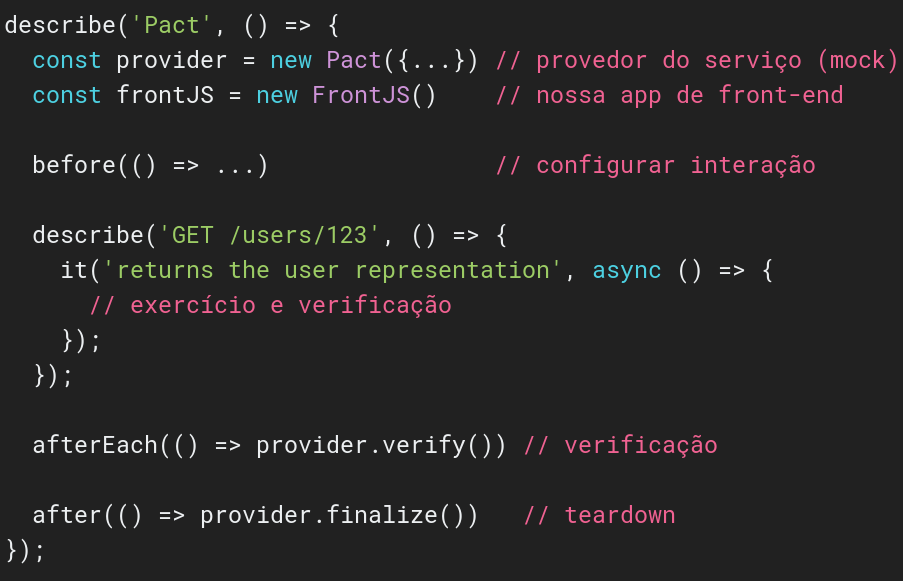 describe('Pact', () => {
  const provider = new Pact({...}) // provedor do serviço (mock)
  const frontJS = new FrontJS()    // nossa app de front-end
  before(() => ...)                // configurar interação
  describe('GET /users/123', () => {
    it('returns the user representation', async () => {
      // exercício e verificação
    });
  });
  afterEach(() => provider.verify()) // verificação
  after(() => provider.finalize())   // teardown
});